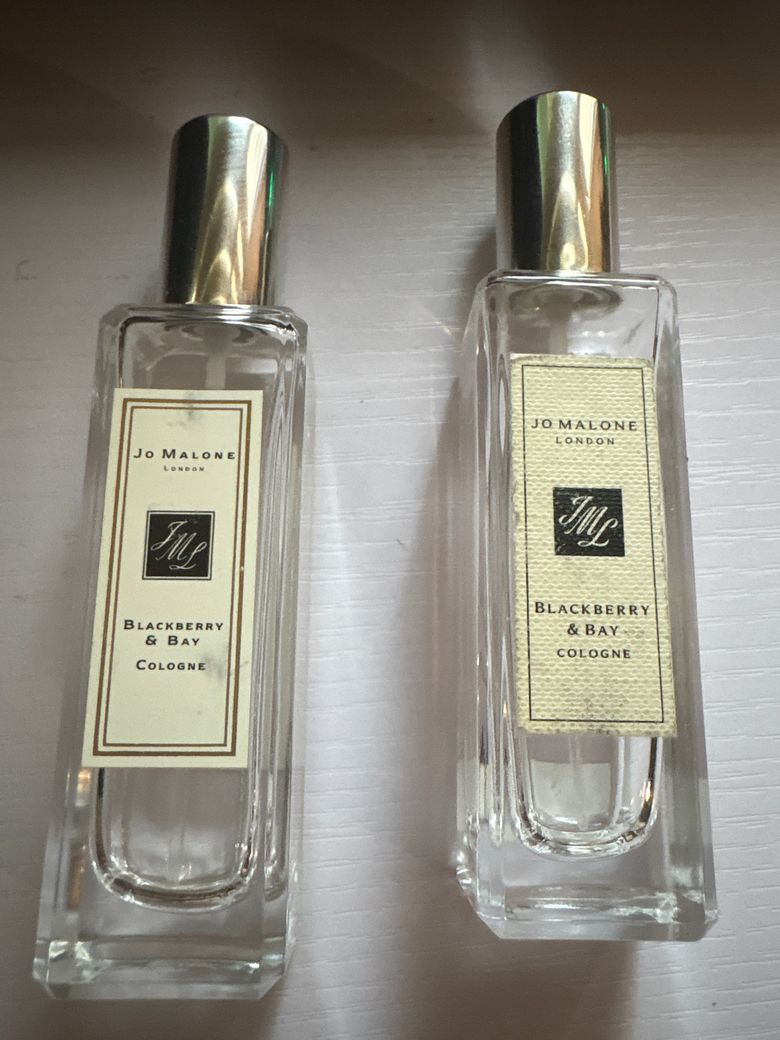 Jo Malone
London
JML
Blackberry
& Bay
Cologne
JO MALONE
LONDON
JML
BLACKBERRY
& BAY
COLOGNE